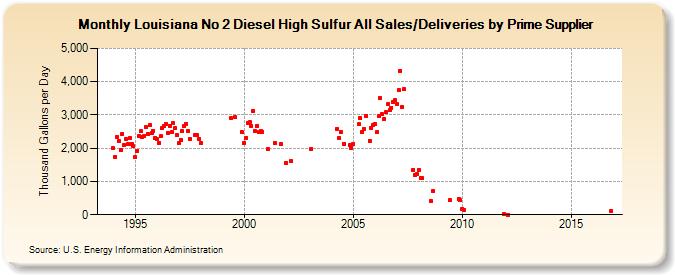 Monthly Louisiana No 2 Diesel High Sulfur All Sales/Deliveries by Prime Supplier
Thousand Gallons per Day
5,000
4,000
3,000
2,000
1,000
0
1995 2000 2005 2010 2015
Source: U.S. Energy Information Administration